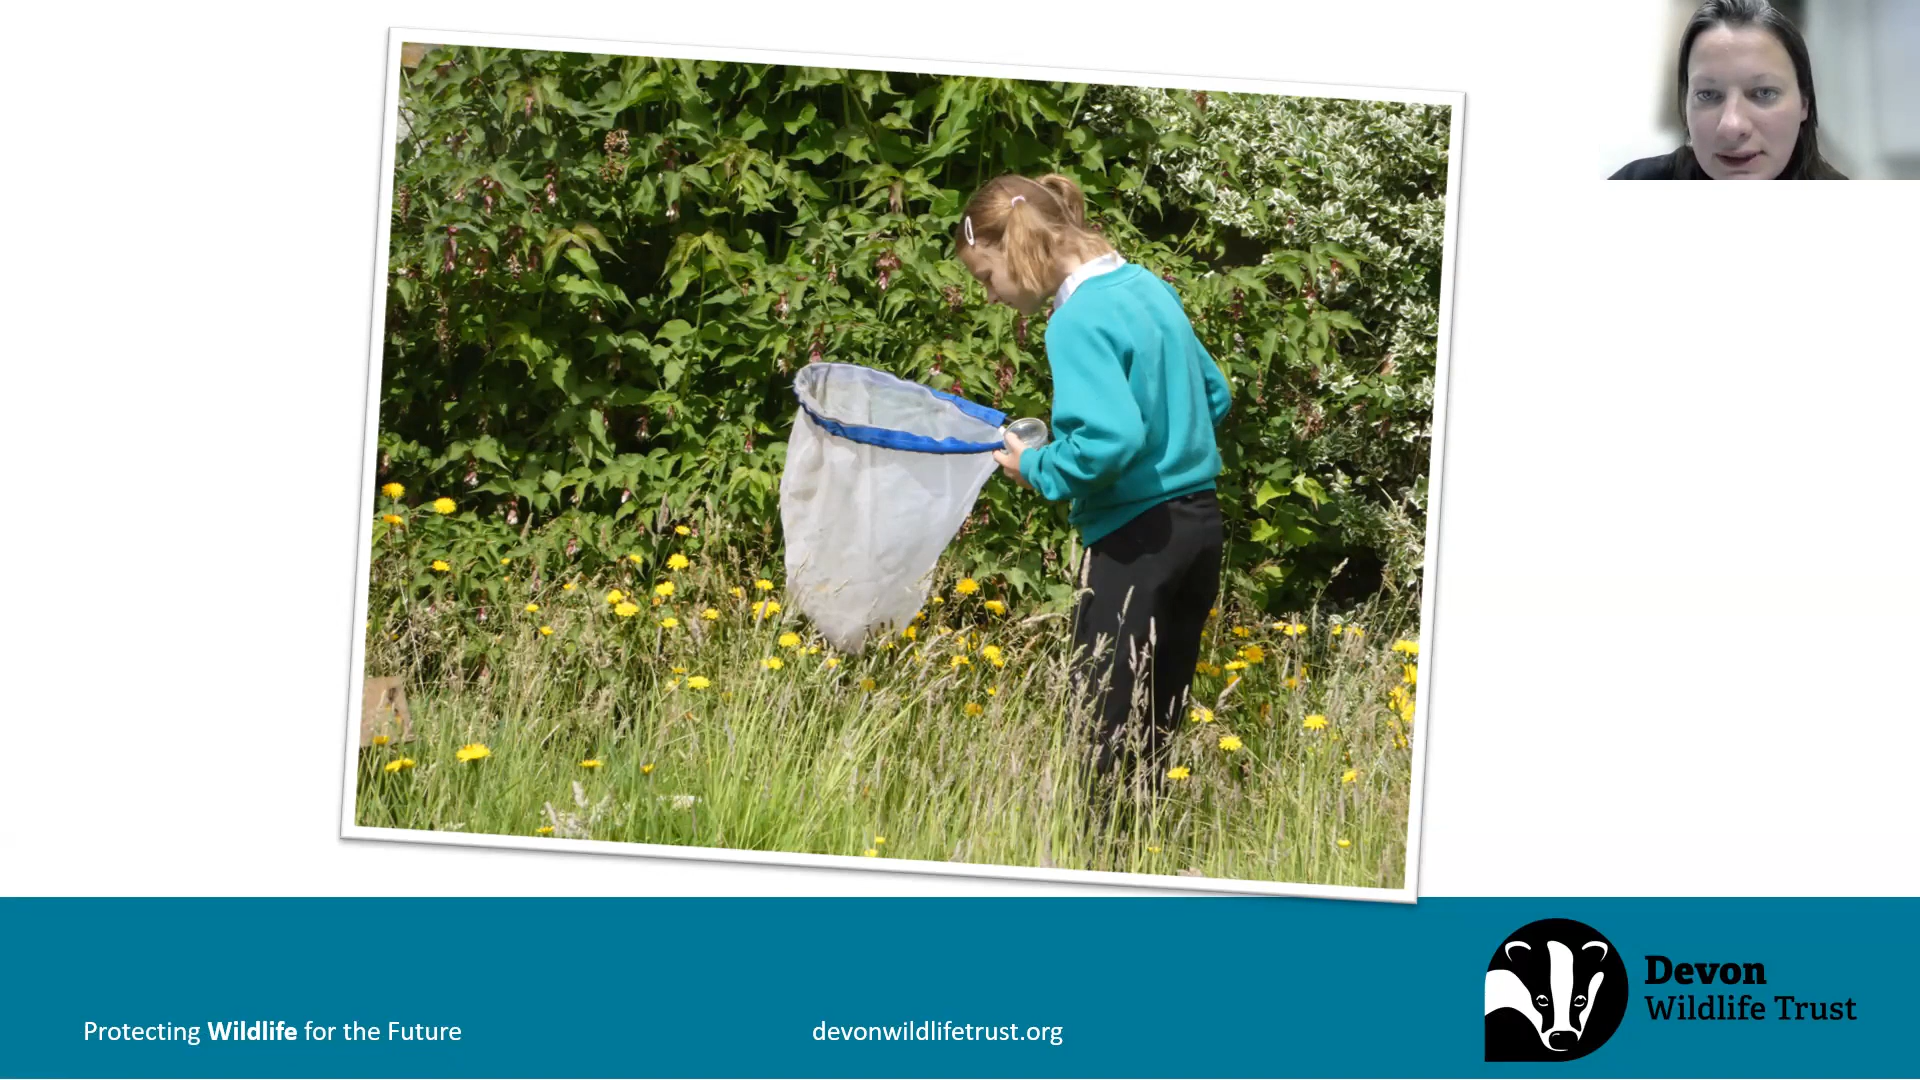 Protecting Wildlife for the Future
devonwildlifetrust.org
Devon
Wildlife Trust